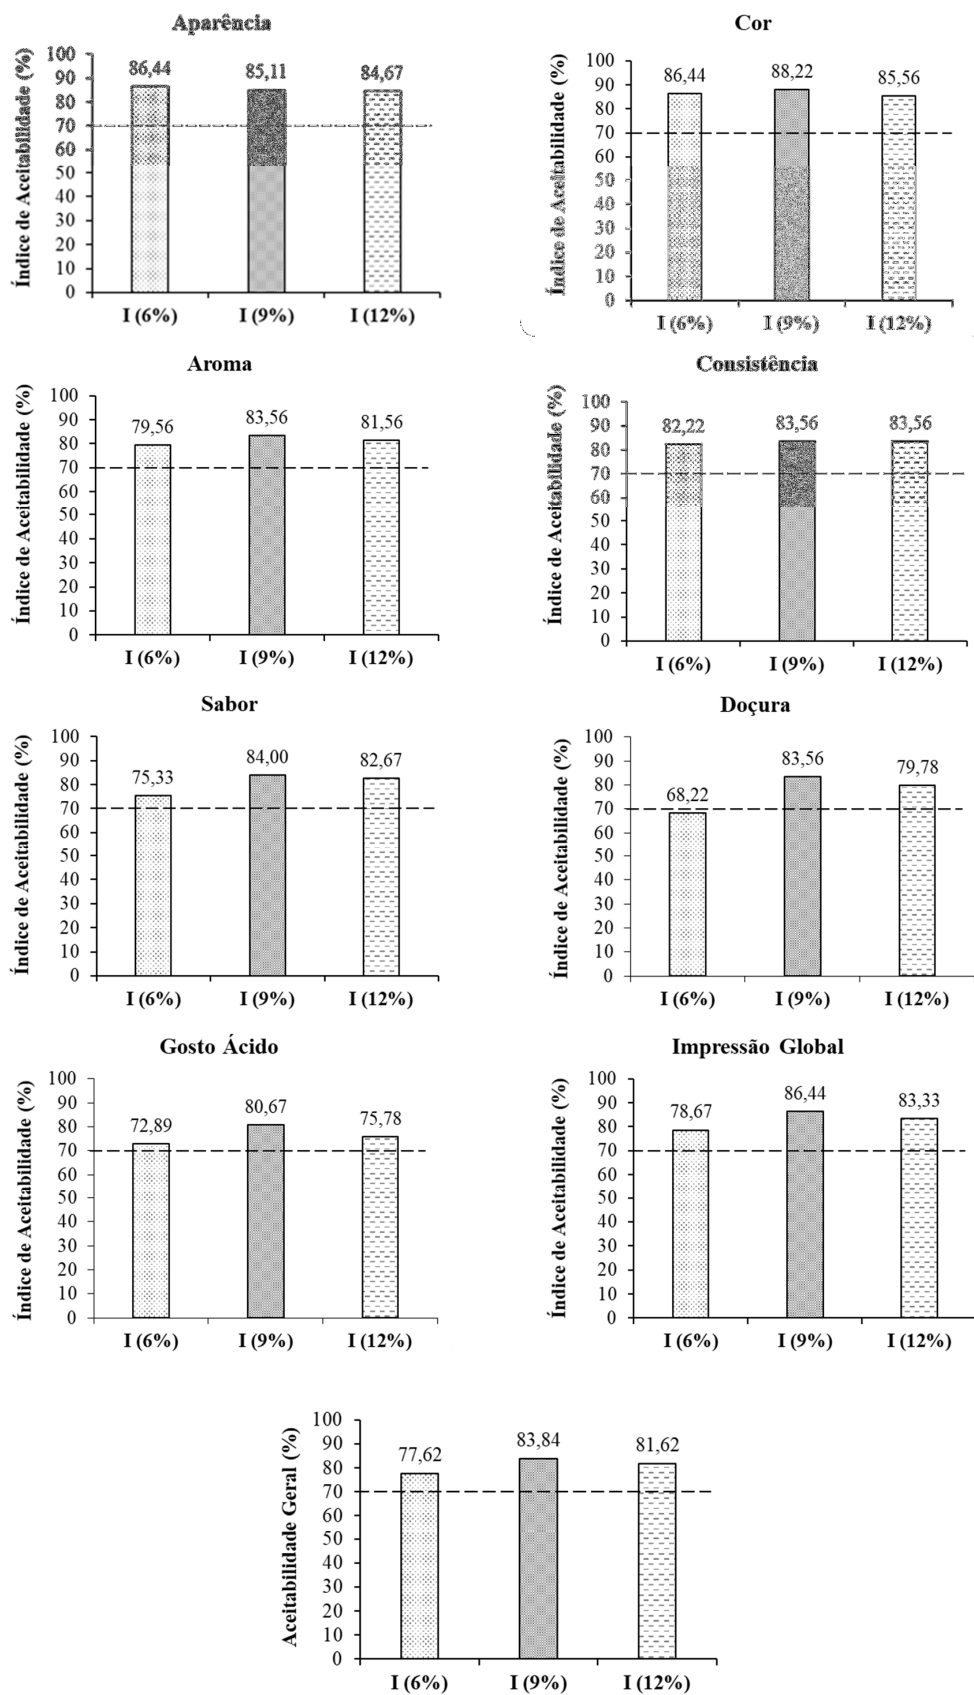 Aparência
Índice de Aceitabilidade (%)
100
90
80
70
60
50
40
30
20
10
0
86,44
85,11
84,67
I (6%)
I (9%)
I (12%)
Cor
Índice de Aceitabilidade (%)
100
90
80
70
60
50
40
30
20
10
0
86,44
88,22
85,56
I (6%)
I (9%)
I (12%)
Aroma
Índice de Aceitabilidade (%)
100
90
80
70
60
50
40
30
20
10
0
79,56
83,56
81,56
I (6%)
I (9%)
I (12%)
Consistência
Índice de Aceitabilidade (%)
100
90
80
70
60
50
40
30
20
10
0
82,22
83,56
83,56
I (6%)
I (9%)
I (12%)
Sabor
Índice de Aceitabilidade (%)
100
90
80
70
60
50
40
30
20
10
0
75,33
84,00
82,67
I (6%)
I (9%)
I (12%)
Doçura
Índice de Aceitabilidade (%)
100
90
80
70
60
50
40
30
20
10
0
68,22
83,56
79,78
I (6%)
I (9%)
I (12%)
Gosto Ácido
Índice de Aceitabilidade (%)
100
90
80
70
60
50
40
30
20
10
0
72,89
80,67
75,78
I (6%)
I (9%)
I (12%)
Impressão Global
Índice de Aceitabilidade (%)
100
90
80
70
60
50
40
30
20
10
0
78,67
86,44
83,33
I (6%)
I (9%)
I (12%)
Aceitabilidade Geral (%)
100
90
80
70
60
50
40
30
20
10
0
77,62
83,84
81,62
I (6%)
I (9%)
I (12%)